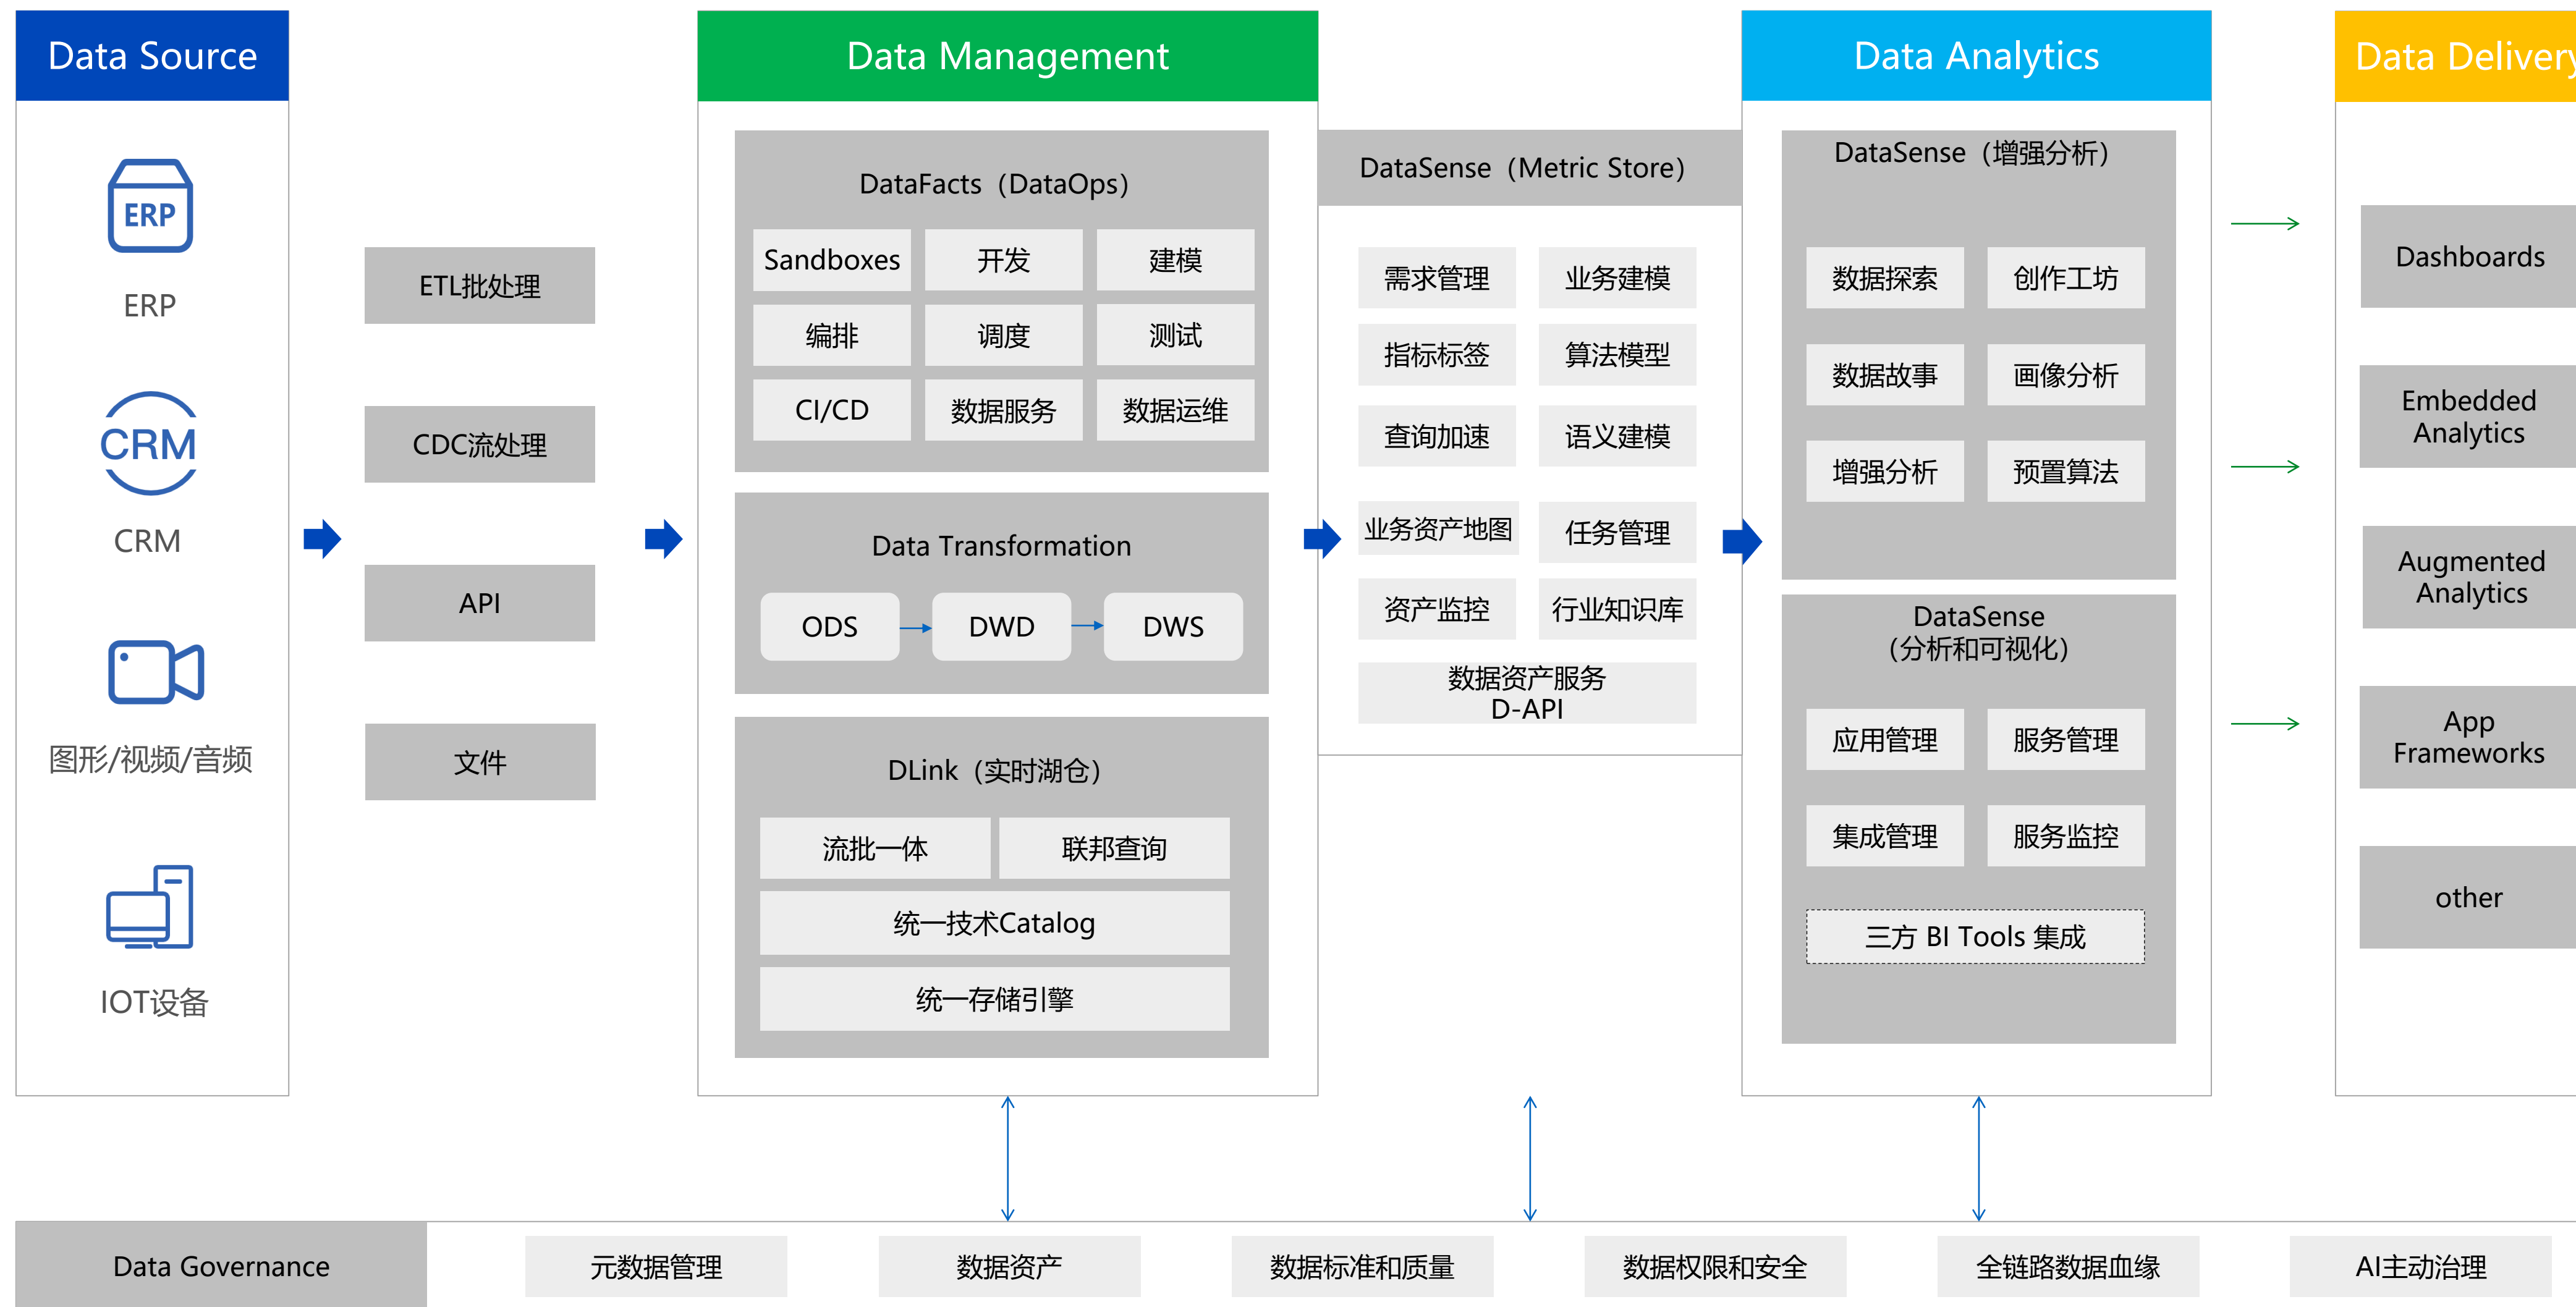 Data Source
ERP
ERP
CRM
CRM
图形/视频/音频
IOT设备
ETL批处理
CDC流处理
API
文件
Data Management
DataFacts（DataOps）
Sandboxes
开发
建模
编排
调度
测试
CI/CD
数据服务
数据运维
Data Transformation
ODS
DWD
DWS
DLink（实时湖仓）
流批一体
联邦查询
统一技术Catalog
统一存储引擎
DataSense（Metric Store）
需求管理
业务建模
指标标签
算法模型
查询加速
语义建模
业务资产地图
任务管理
资产监控
行业知识库
数据资产服务
D-API
Data Analytics
DataSense（增强分析）
数据探索
创作工坊
数据故事
画像分析
增强分析
预置算法
DataSense
（分析和可视化）
应用管理
服务管理
集成管理
服务监控
三方 BI Tools 集成
Data Delivery
Dashboards
Embedded
Analytics
Augmented
Analytics
App
Frameworks
other
Data Governance
元数据管理
数据资产
数据标准和质量
数据权限和安全
全链路数据血缘
AI主动治理